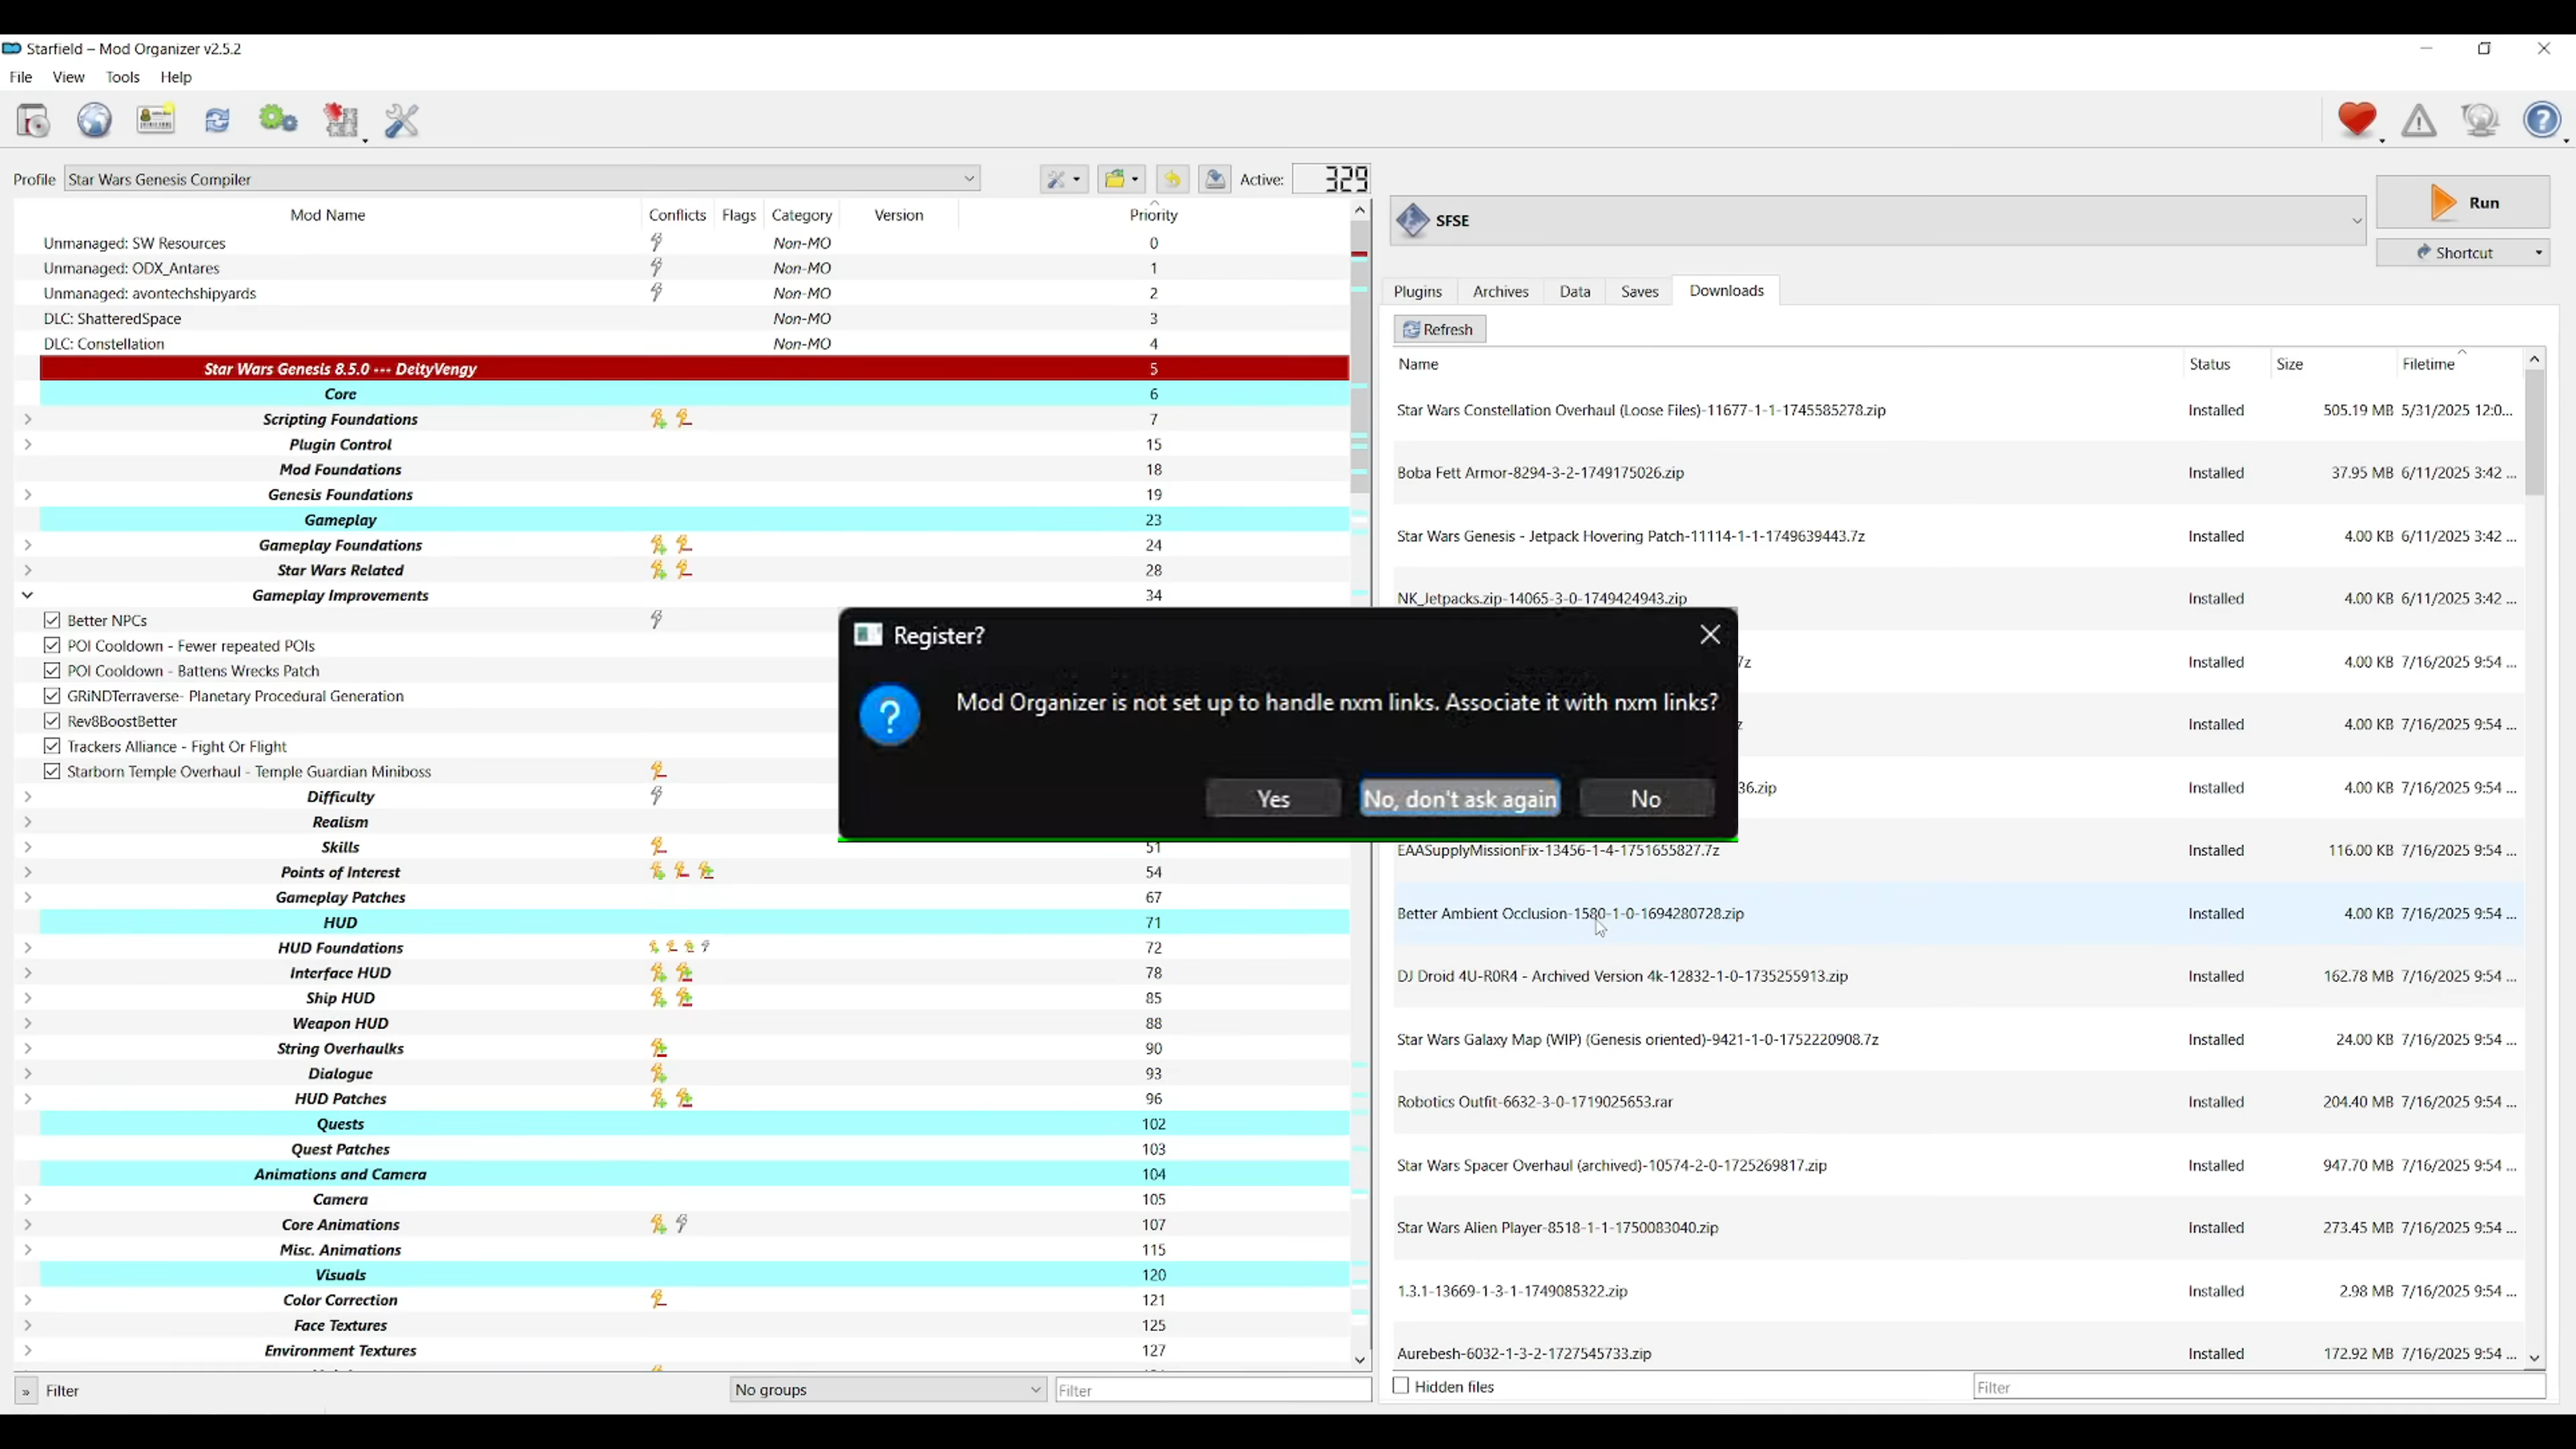 Starfield – Mod Organizer v2.5.2
File View Tools Help
Profile Star Wars Genesis Compiler
Active: 329
Mod Name Conflicts Flags Category Version Priority
Unmanaged: SW Resources Non-MO 0
Unmanaged: ODX_Antares Non-MO 1
Unmanaged: avontechshipyards Non-MO 2
DLC: ShatteredSpace Non-MO 3
DLC: Constellation Non-MO 4
Star Wars Genesis 8.5.0 --- DeityVengy 5
Core 6
Scripting Foundations 7
Plugin Control 15
Mod Foundations 18
Genesis Foundations 19
Gameplay 23
Gameplay Foundations 24
Star Wars Related 28
Gameplay Improvements 34
Better NPCs
POI Cooldown - Fewer repeated POIs
POI Cooldown - Battens Wrecks Patch
GRiNDTerraverse- Planetary Procedural Generation
Rev8BoostBetter
Trackers Alliance - Fight Or Flight
Starborn Temple Overhaul - Temple Guardian Miniboss
Difficulty
Realism
Skills 51
Points of Interest 54
Gameplay Patches 67
HUD 71
HUD Foundations 72
Interface HUD 78
Ship HUD 85
Weapon HUD 88
String Overhaulks 90
Dialogue 93
HUD Patches 96
Quests 102
Quest Patches 103
Animations and Camera 104
Camera 105
Core Animations 107
Misc. Animations 115
Visuals 120
Color Correction 121
Face Textures 125
Environment Textures 127
» Filter
No groups
Filter
Register?
Mod Organizer is not set up to handle nxm links. Associate it with nxm links?
Yes No, don't ask again No
SFSE
Run
Shortcut
Plugins Archives Data Saves Downloads
Refresh
Name Status Size Filetime
Star Wars Constellation Overhaul (Loose Files)-11677-1-1-1745585278.zip Installed 505.19 MB 5/31/2025 12:0...
Boba Fett Armor-8294-3-2-1749175026.zip Installed 37.95 MB 6/11/2025 3:42 ...
Star Wars Genesis - Jetpack Hovering Patch-11114-1-1-1749639443.7z Installed 4.00 KB 6/11/2025 3:42 ...
NK_Jetpacks.zip-14065-3-0-1749424943.zip Installed 4.00 KB 6/11/2025 3:42 ...
7z Installed 4.00 KB 7/16/2025 9:54 ...
z Installed 4.00 KB 7/16/2025 9:54 ...
36.zip Installed 4.00 KB 7/16/2025 9:54 ...
EAASupplyMissionFix-13456-1-4-1751655827.7z Installed 116.00 KB 7/16/2025 9:54 ...
Better Ambient Occlusion-1580-1-0-1694280728.zip Installed 4.00 KB 7/16/2025 9:54 ...
DJ Droid 4U-R0R4 - Archived Version 4k-12832-1-0-1735255913.zip Installed 162.78 MB 7/16/2025 9:54 ...
Star Wars Galaxy Map (WIP) (Genesis oriented)-9421-1-0-1752220908.7z Installed 24.00 KB 7/16/2025 9:54 ...
Robotics Outfit-6632-3-0-1719025653.rar Installed 204.40 MB 7/16/2025 9:54 ...
Star Wars Spacer Overhaul (archived)-10574-2-0-1725269817.zip Installed 947.70 MB 7/16/2025 9:54 ...
Star Wars Alien Player-8518-1-1-1750083040.zip Installed 273.45 MB 7/16/2025 9:54 ...
1.3.1-13669-1-3-1-1749085322.zip Installed 2.98 MB 7/16/2025 9:54 ...
Aurebesh-6032-1-3-2-1727545733.zip Installed 172.92 MB 7/16/2025 9:54 ...
Hidden files
Filter